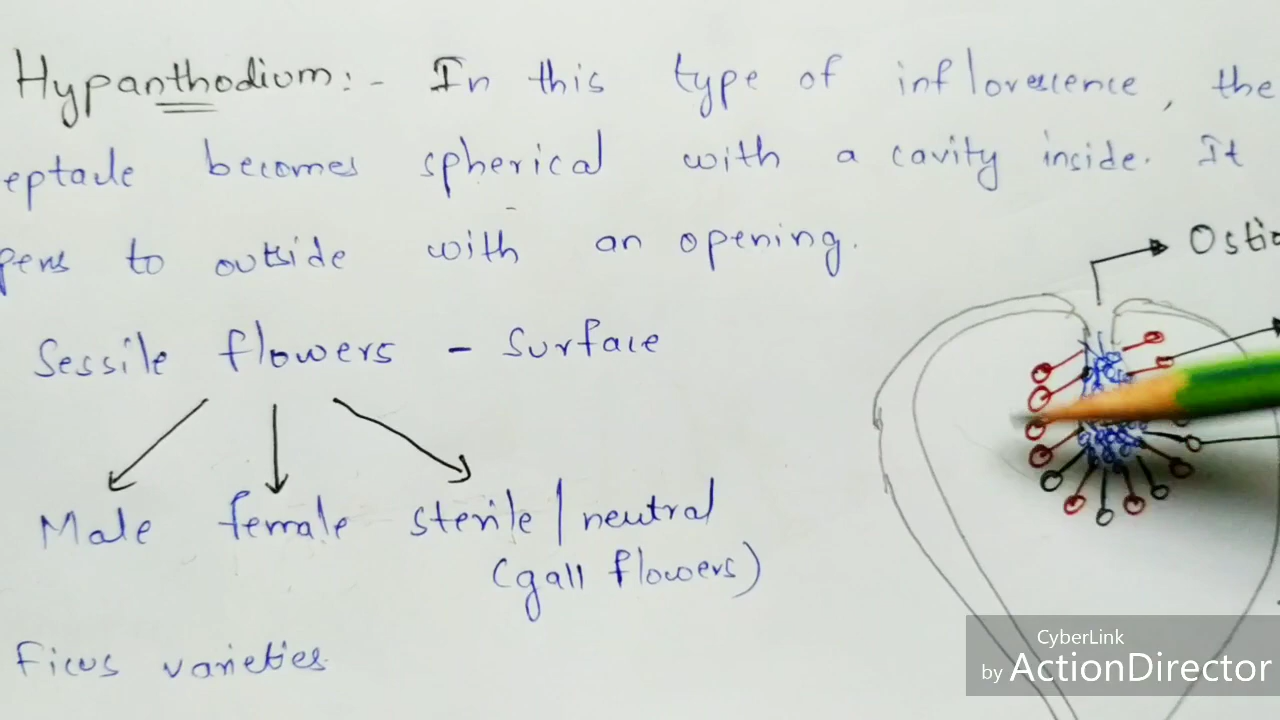 Hypanthodium:- In this type of inflorescence, the
eptacle becomes spherical with a cavity inside. It
pens to outside with an opening.
Ostio
Sessile flowers - Surface
Male female sterile/neutral
(gall flowers)
Ficus varieties
CyberLink
by ActionDirector